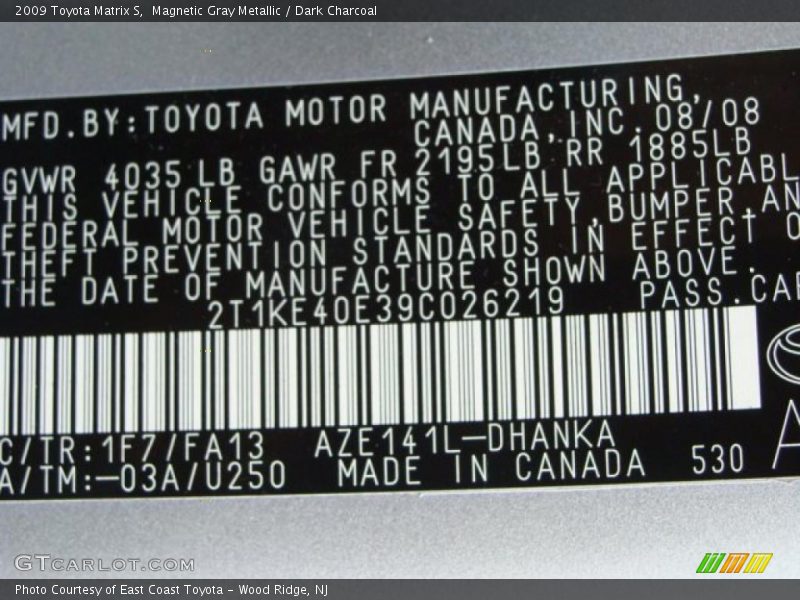 2009 Toyota Matrix S,  Magnetic Gray Metallic / Dark Charcoal
MFD.BY:TOYOTA MOTOR MANUFACTURING,
CANADA,INC.08/08
GVWR 4035LB GAWR FR 2195LB RR 1885LB
THIS VEHICLE CONFORMS TO ALL APPLICABL
FEDERAL MOTOR VEHICLE SAFETY,BUMPER,AN
THEFT PREVENTION STANDARDS IN EFFECT O
THE DATE OF MANUFACTURE SHOWN ABOVE.
2T1KE40E39C026219 PASS.CAR
C/TR:1F7/FA13 AZE141L-DHANKA
A/TM:-03A/U250 MADE IN CANADA 530
A
GTCARLOT.COM
Photo Courtesy of East Coast Toyota - Wood Ridge, NJ